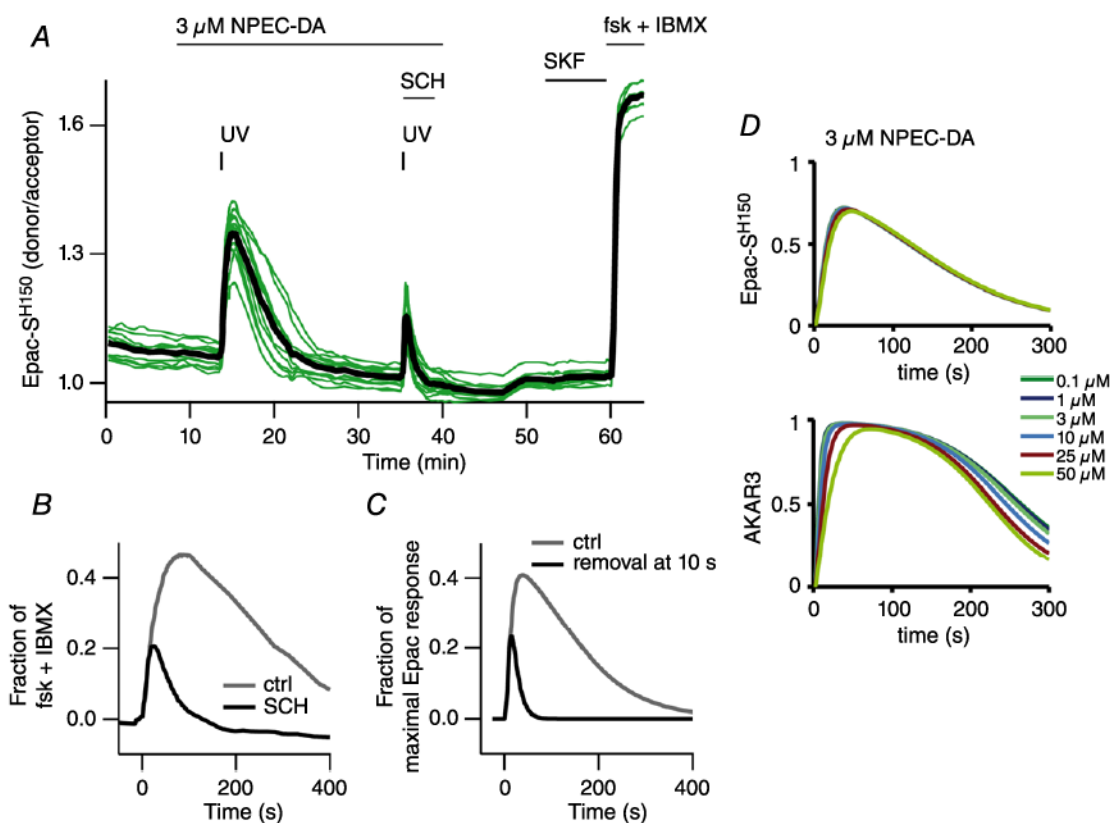 A
3 µM NPEC-DA
fsk + IBMX
SCH
SKF
UV
UV
Epac-S^H150 (donor/acceptor)
1.6
1.3
1.0
0
10
20
30
40
50
60
Time (min)
B
Fraction of
fsk + IBMX
0.4
0.2
0.0
ctrl
SCH
0
200
400
Time (s)
C
Fraction of
maximal Epac response
0.4
0.2
0.0
ctrl
removal at 10 s
0
200
400
Time (s)
D
3 µM NPEC-DA
Epac-S^H150
1
0.5
0
0
100
200
300
time (s)
0.1 µM
1 µM
3 µM
10 µM
25 µM
50 µM
AKAR3
1
0.5
0
0
100
200
300
time (s)